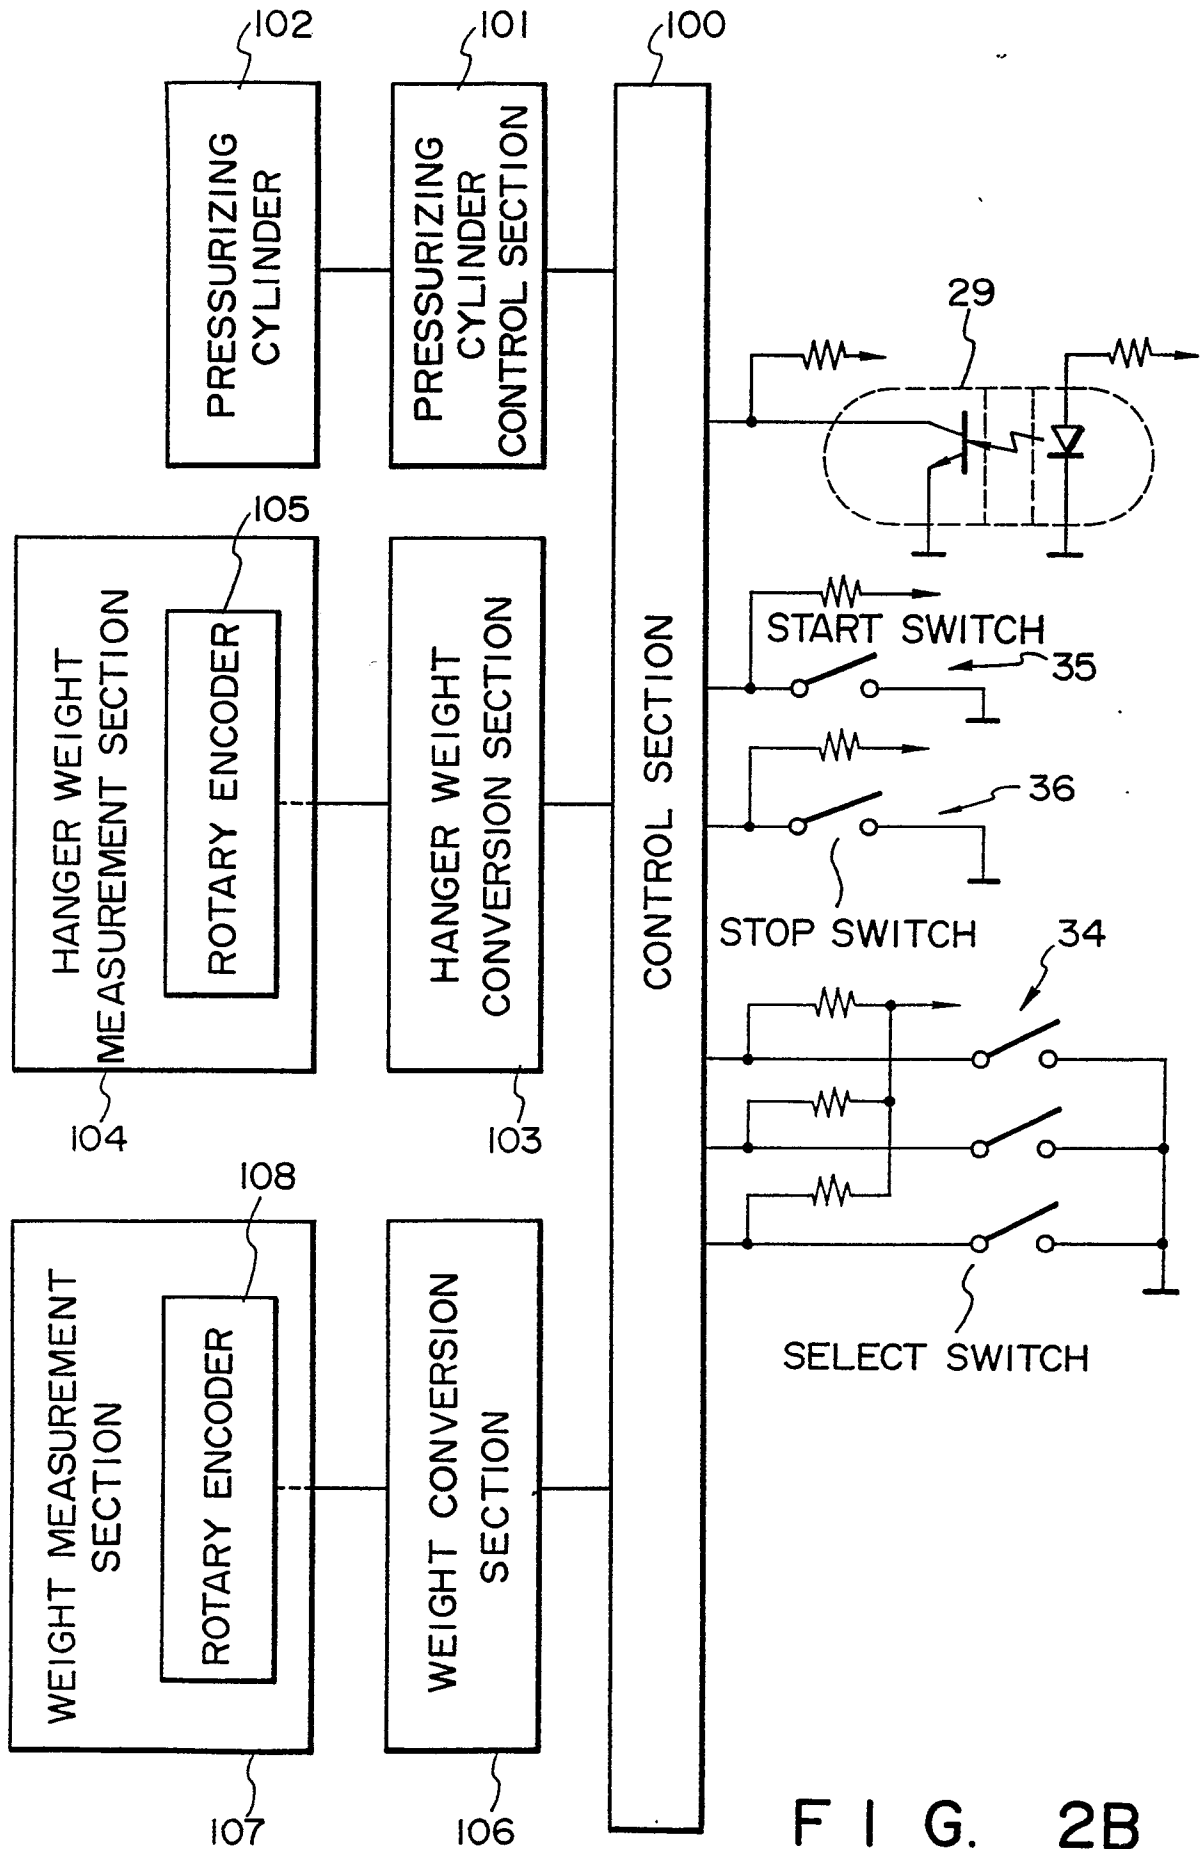 102
101
100
PRESSURIZING
CYLINDER
PRESSURIZING
CYLINDER
CONTROL SECTION
29
105
HANGER WEIGHT
MEASUREMENT SECTION
ROTARY ENCODER
HANGER WEIGHT
CONVERSION SECTION
CONTROL SECTION
START SWITCH
35
36
STOP SWITCH
34
104
103
108
WEIGHT MEASUREMENT
SECTION
ROTARY ENCODER
WEIGHT CONVERSION
SECTION
SELECT SWITCH
107
106
FIG. 2B